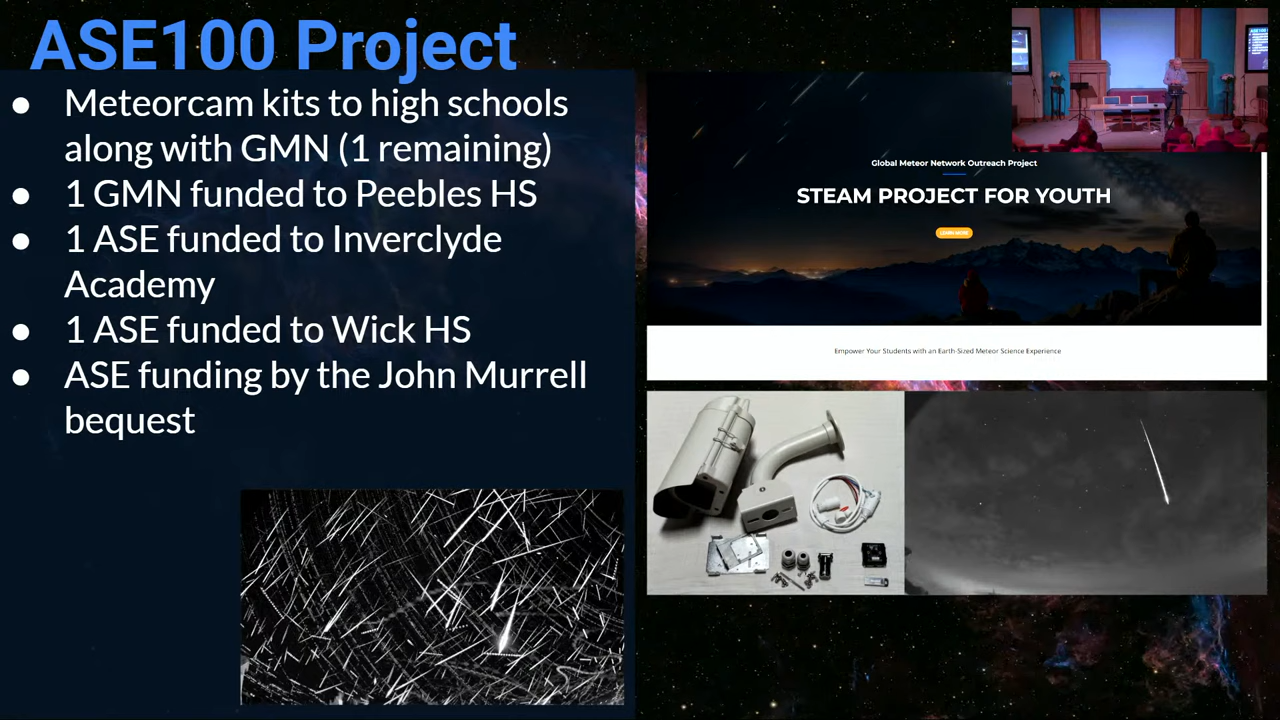 ASE100 Project
● Meteorcam kits to high schools
along with GMN (1 remaining)
● 1 GMN funded to Peebles HS
● 1 ASE funded to Inverclyde
Academy
● 1 ASE funded to Wick HS
● ASE funding by the John Murrell
bequest
Global Meteor Network Outreach Project
STEAM PROJECT FOR YOUTH
LEARN MORE
Empower Your Students with an Earth-Sized Meteor Science Experience